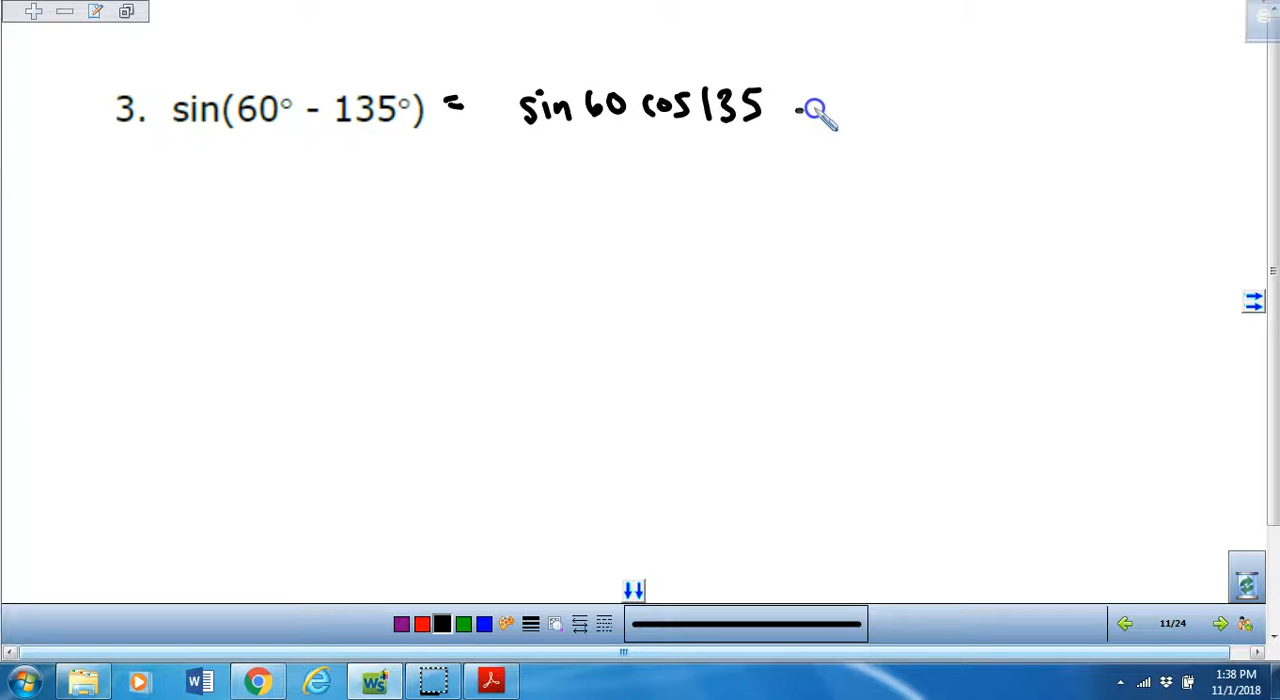 3. sin(60° - 135°) = sin 60 cos 135 -
11/24
1:38 PM
11/1/2018